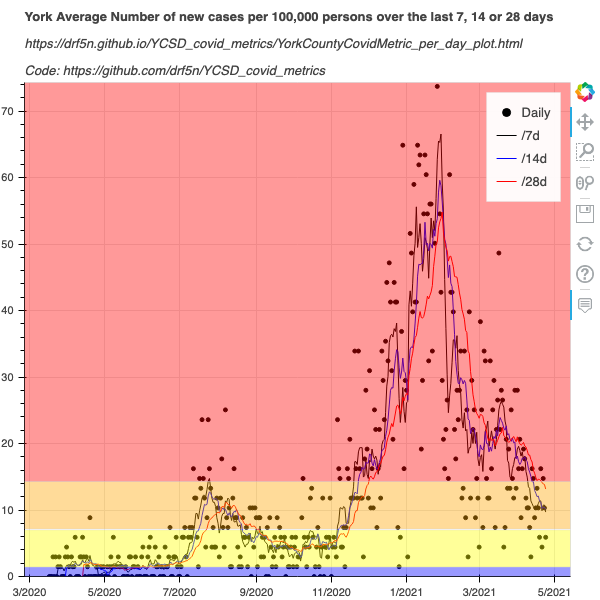 York Average Number of new cases per 100,000 persons over the last 7, 14 or 28 days
https://drf5n.github.io/YCSD_covid_metrics/YorkCountyCovidMetric_per_day_plot.html
Code: https://github.com/drf5n/YCSD_covid_metrics
Daily
/7d
/14d
/28d
70
60
50
40
30
20
10
0
3/2020 5/2020 7/2020 9/2020 11/2020 1/2021 3/2021 5/2021